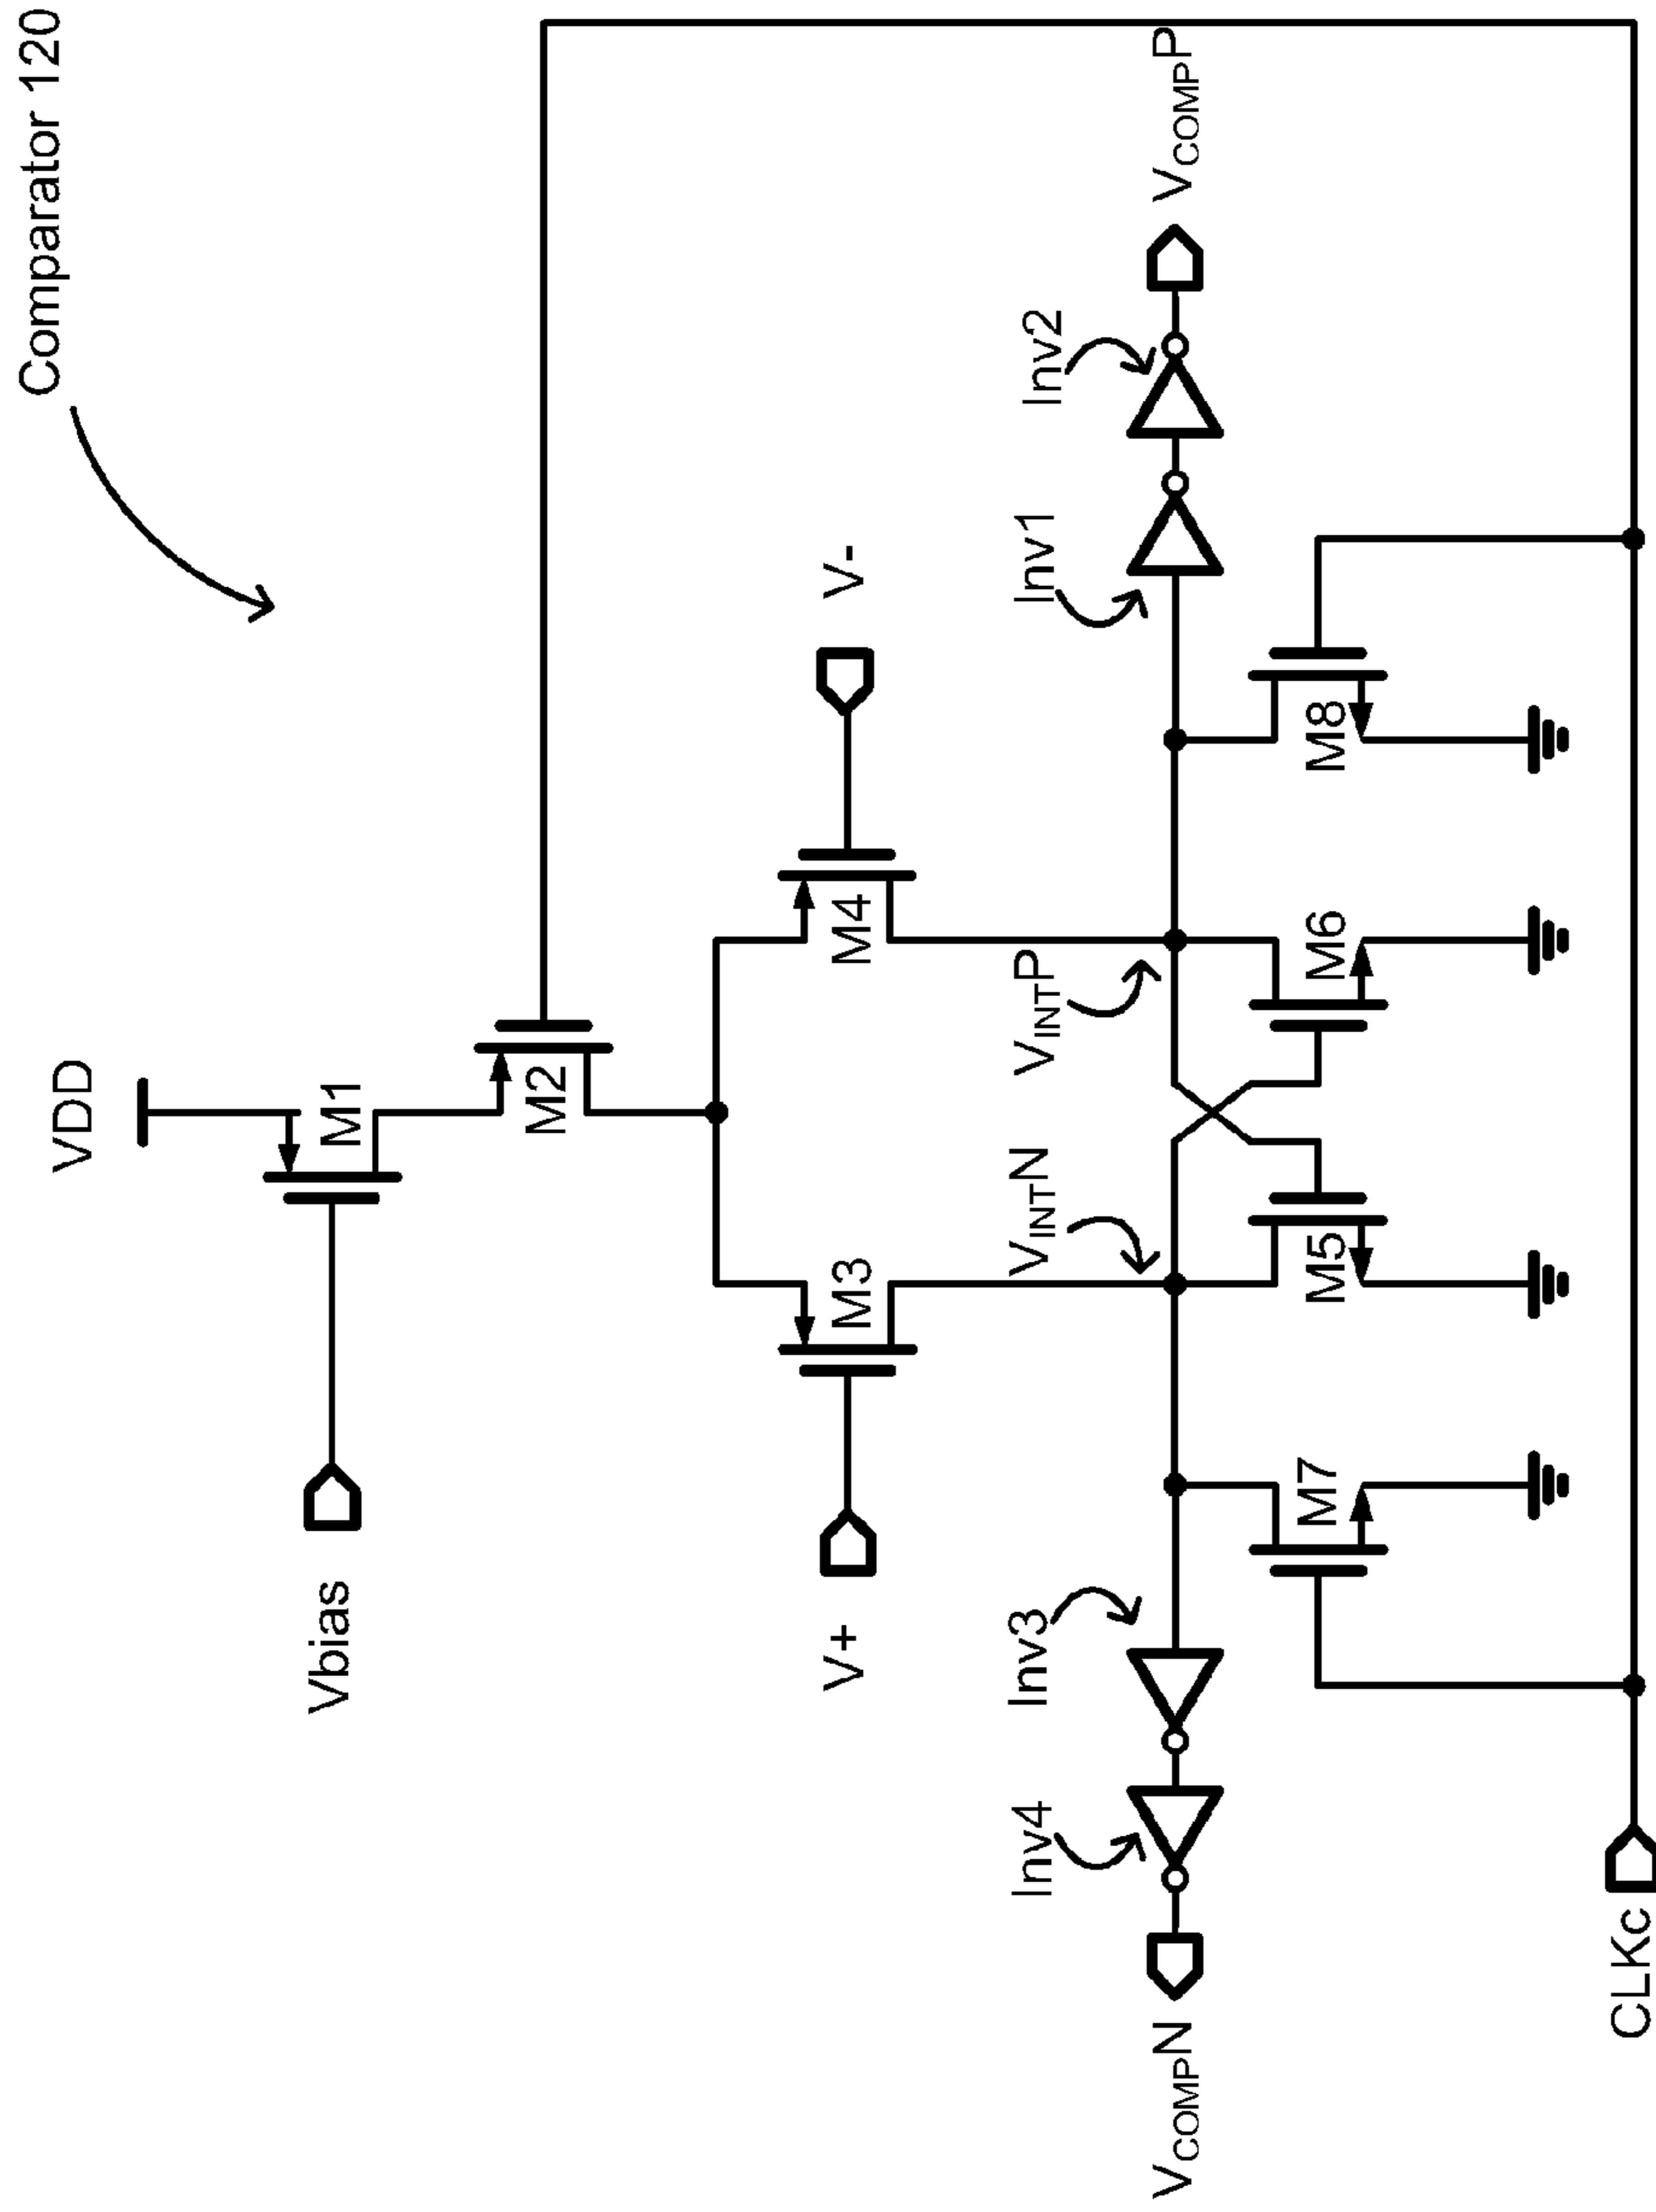 Comparator 120
VDD
Vbias
M1
M2
V+
M3
M4
V-
VINTN
VINTP
Inv4
Inv3
Inv1
Inv2
VCOMPN
VCOMPP
M7
M5
M6
M8
CLKc